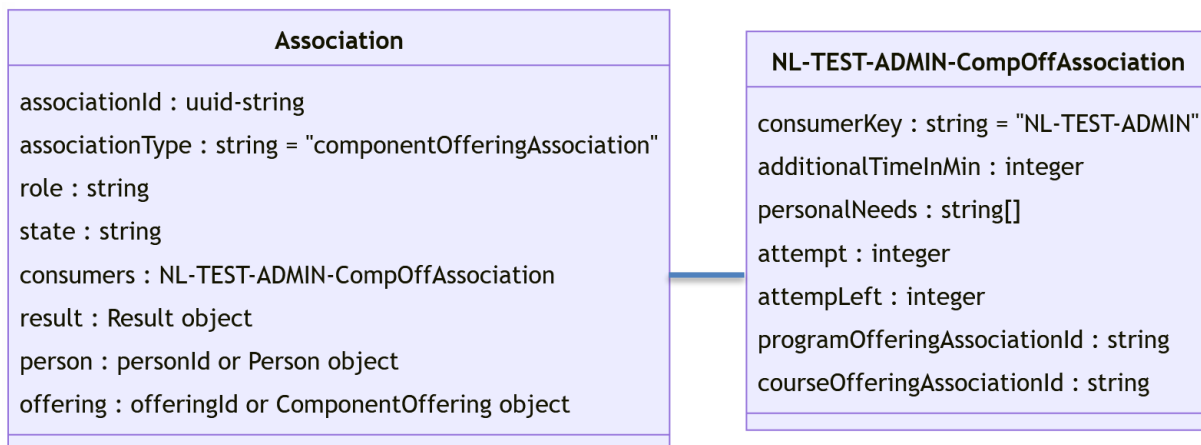 Association
associationId : uuid-string
associationType : string = "componentOfferingAssociation"
role : string
state : string
consumers : NL-TEST-ADMIN-CompOffAssociation
result : Result object
person : personId or Person object
offering : offeringId or ComponentOffering object
NL-TEST-ADMIN-CompOffAssociation
consumerKey : string = "NL-TEST-ADMIN"
additionalTimeInMin : integer
personalNeeds : string[]
attempt : integer
attempLeft : integer
programOfferingAssociationId : string
courseOfferingAssociationId : string